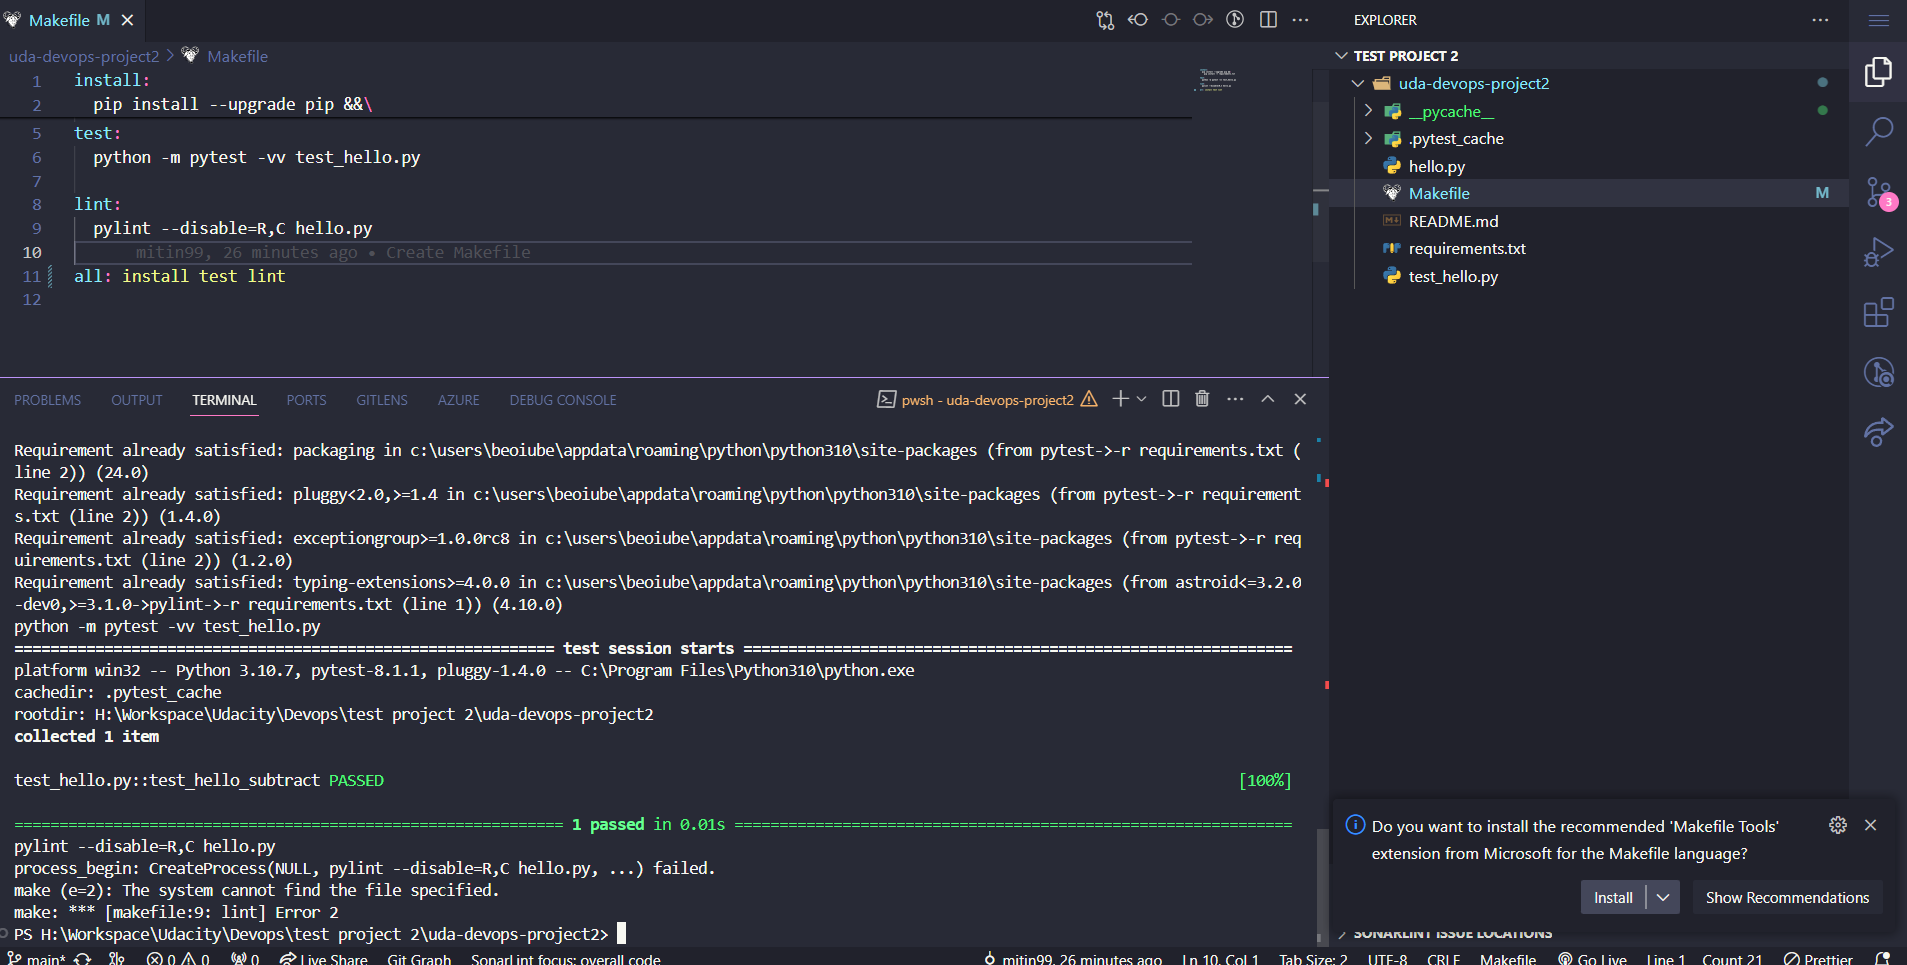 Makefile M
uda-devops-project2 > Makefile
1 install:
2 pip install --upgrade pip &&\
5 test:
6 python -m pytest -vv test_hello.py
7
8 lint:
9 pylint --disable=R,C hello.py
10 mitin99, 26 minutes ago • Create Makefile
11 all: install test lint
12
EXPLORER
TEST PROJECT 2
uda-devops-project2
__pycache__
.pytest_cache
hello.py
Makefile M
README.md
requirements.txt
test_hello.py
3
PROBLEMS OUTPUT TERMINAL PORTS GITLENS AZURE DEBUG CONSOLE
pwsh - uda-devops-project2
Requirement already satisfied: packaging in c:\users\beoiube\appdata\roaming\python\python310\site-packages (from pytest->-r requirements.txt (
line 2)) (24.0)
Requirement already satisfied: pluggy<2.0,>=1.4 in c:\users\beoiube\appdata\roaming\python\python310\site-packages (from pytest->-r requirement
s.txt (line 2)) (1.4.0)
Requirement already satisfied: exceptiongroup>=1.0.0rc8 in c:\users\beoiube\appdata\roaming\python\python310\site-packages (from pytest->-r req
uirements.txt (line 2)) (1.2.0)
Requirement already satisfied: typing-extensions>=4.0.0 in c:\users\beoiube\appdata\roaming\python\python310\site-packages (from astroid<=3.2.0
-dev0,>=3.1.0->pylint->-r requirements.txt (line 1)) (4.10.0)
python -m pytest -vv test_hello.py
============================================================ test session starts =============================================================
platform win32 -- Python 3.10.7, pytest-8.1.1, pluggy-1.4.0 -- C:\Program Files\Python310\python.exe
cachedir: .pytest_cache
rootdir: H:\Workspace\Udacity\Devops\test project 2\uda-devops-project2
collected 1 item
test_hello.py::test_hello_subtract PASSED [100%]
============================================================= 1 passed in 0.01s ==============================================================
pylint --disable=R,C hello.py
process_begin: CreateProcess(NULL, pylint --disable=R,C hello.py, ...) failed.
make (e=2): The system cannot find the file specified.
make: *** [makefile:9: lint] Error 2
PS H:\Workspace\Udacity\Devops\test project 2\uda-devops-project2>
Do you want to install the recommended 'Makefile Tools'
extension from Microsoft for the Makefile language?
Install Show Recommendations
SONARLINT ISSUE LOCATIONS
main* 0 0 0 Live Share Git Graph SonarLint focus: overall code mitin99, 26 minutes ago Ln 10, Col 1 Tab Size: 2 UTF-8 CRLF Makefile Go Live Line 1 Count 21 Prettier